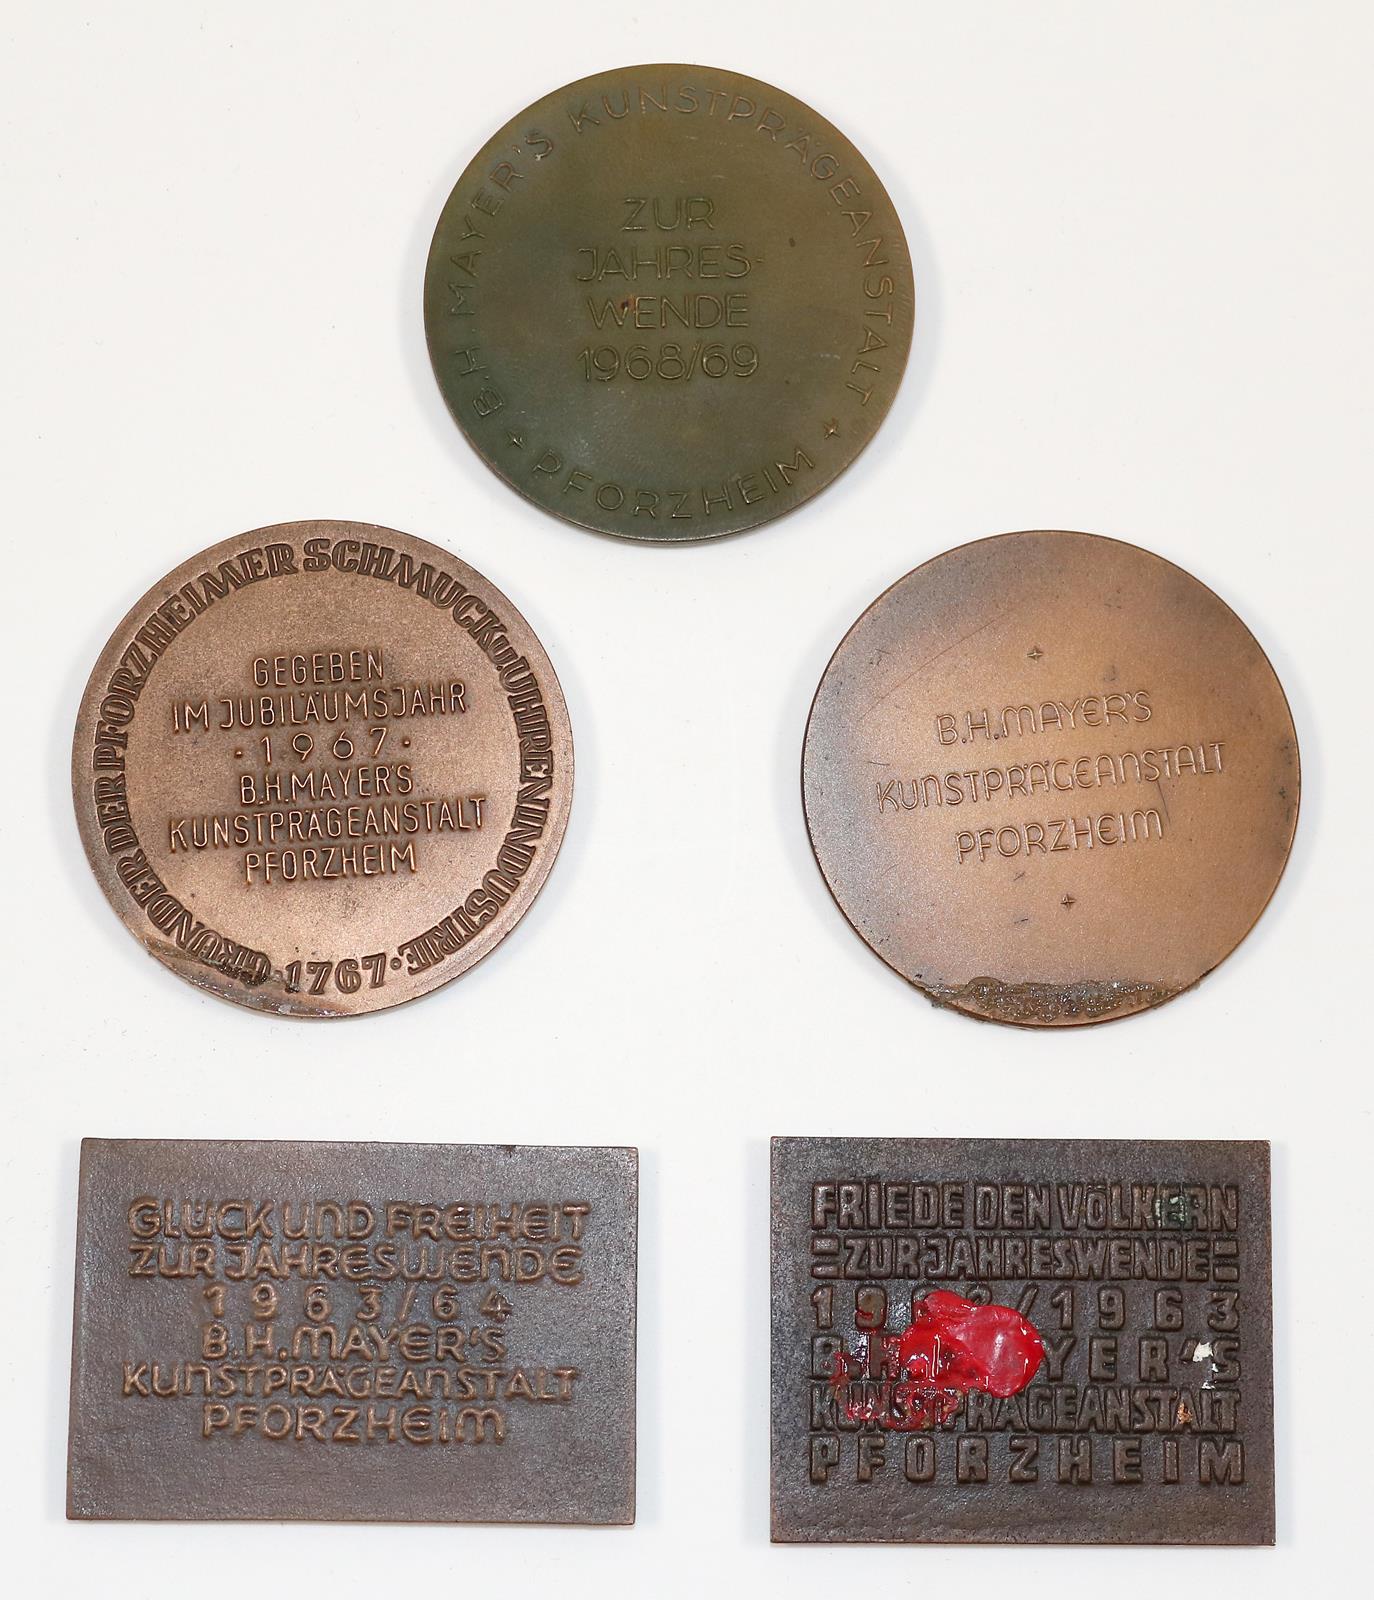 B.H. MAYER'S KUNSTPRÄGEANSTALT
PFORZHEIM
ZUR
JAHRES-
WENDE
1968/69
GRÜNDER DER PFORZHEIMER SCHMUCK U. UHRENINDUSTRIE
· 1767 ·
GEGEBEN
IM JUBILÄUMSJAHR
· 1967 ·
B.H. MAYER'S
KUNSTPRÄGEANSTALT
PFORZHEIM
B.H. MAYER'S
KUNSTPRÄGEANSTALT
PFORZHEIM
GLÜCK UND FREIHEIT
ZUR JAHRESWENDE
1963/64
B.H. MAYER'S
KUNSTPRÄGEANSTALT
PFORZHEIM
FRIEDE DEN VÖLKERN
=ZUR JAHRESWENDE=
/1963
KUNSTPRÄGEANSTALT
PFORZHEIM